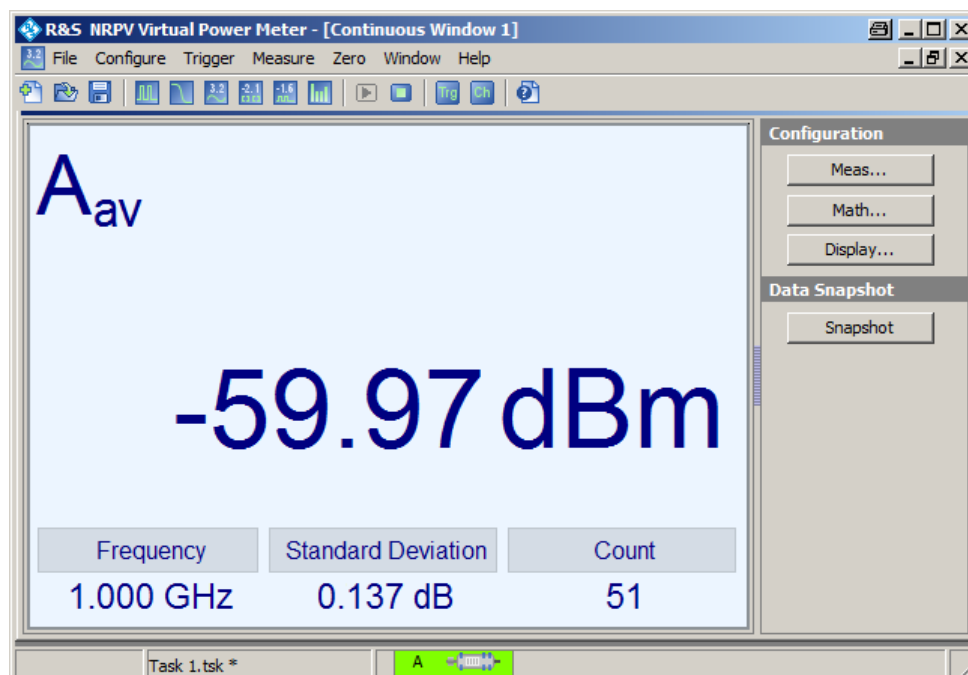 R&S NRPV Virtual Power Meter - [Continuous Window 1]
3.2 File Configure Trigger Measure Zero Window Help
3.2 -2.1 -1.6 Trg Ch ?
Configuration
Meas...
Math...
Display...
Data Snapshot
Snapshot
Aav
-59.97 dBm
Frequency Standard Deviation Count
1.000 GHz 0.137 dB 51
Task 1.tsk * A